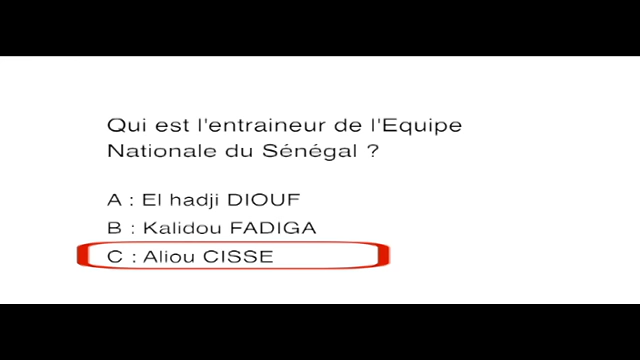 Qui est l'entraineur de l'Equipe
Nationale du Sénégal ?
A : El hadji DIOUF
B : Kalidou FADIGA
C : Aliou CISSE